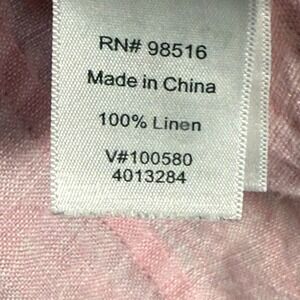 RN# 98516
Made in China
100% Linen
V#100580
4013284